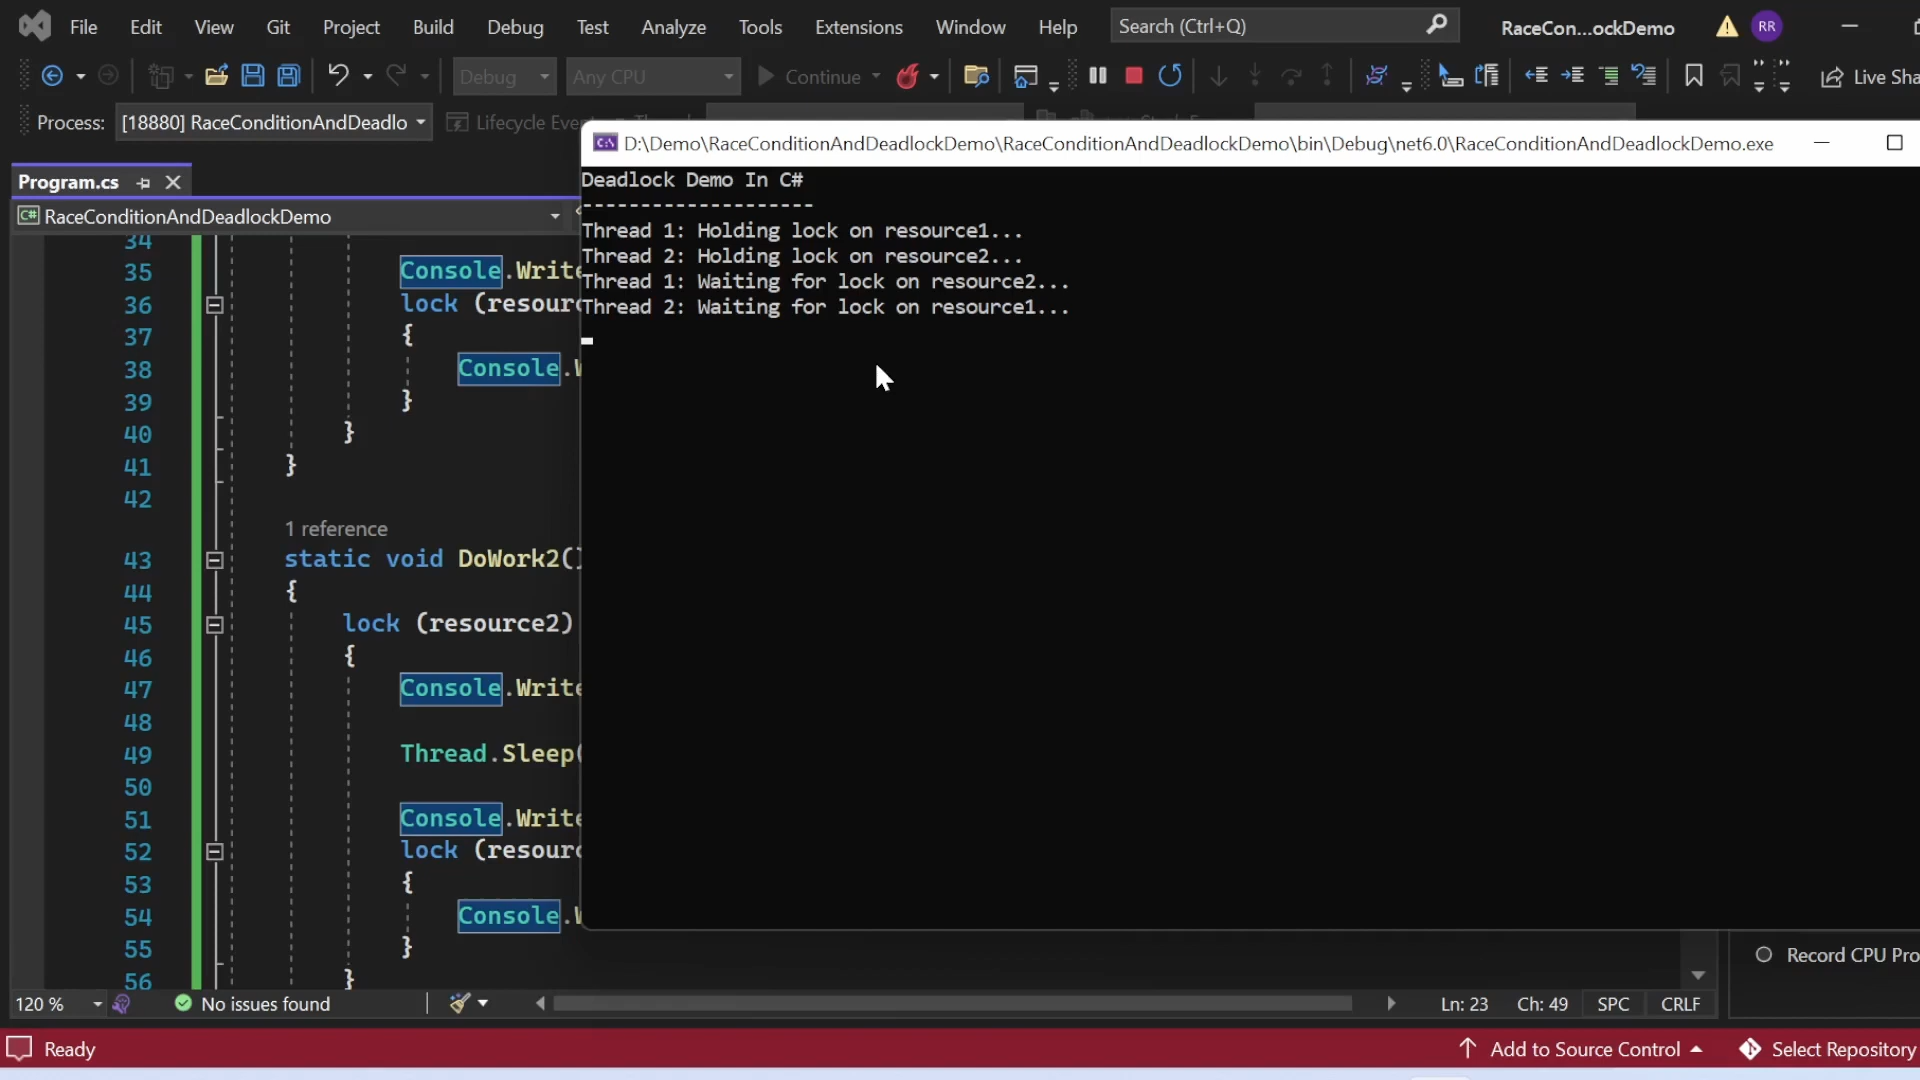 File Edit View Git Project Build Debug Test Analyze Tools Extensions Window Help Search (Ctrl+Q) RaceCon...ockDemo RR
Debug Any CPU Continue Live Sha
Process: [18880] RaceConditionAndDeadlo Lifecycle Even
D:\Demo\RaceConditionAndDeadlockDemo\RaceConditionAndDeadlockDemo\bin\Debug\net6.0\RaceConditionAndDeadlockDemo.exe
Program.cs
C# RaceConditionAndDeadlockDemo
Deadlock Demo In C#
--------------------
Thread 1: Holding lock on resource1...
Thread 2: Holding lock on resource2...
Thread 1: Waiting for lock on resource2...
Thread 2: Waiting for lock on resource1...
34
35 Console.Write
36 lock (resourc
37 {
38 Console.W
39 }
40 }
41 }
42
1 reference
43 static void DoWork2()
44 {
45 lock (resource2)
46 {
47 Console.Write
48
49 Thread.Sleep(
50
51 Console.Write
52 lock (resourc
53 {
54 Console.W
55 }
56 }
Record CPU Pro
120 % No issues found Ln: 23 Ch: 49 SPC CRLF
Ready Add to Source Control Select Repository